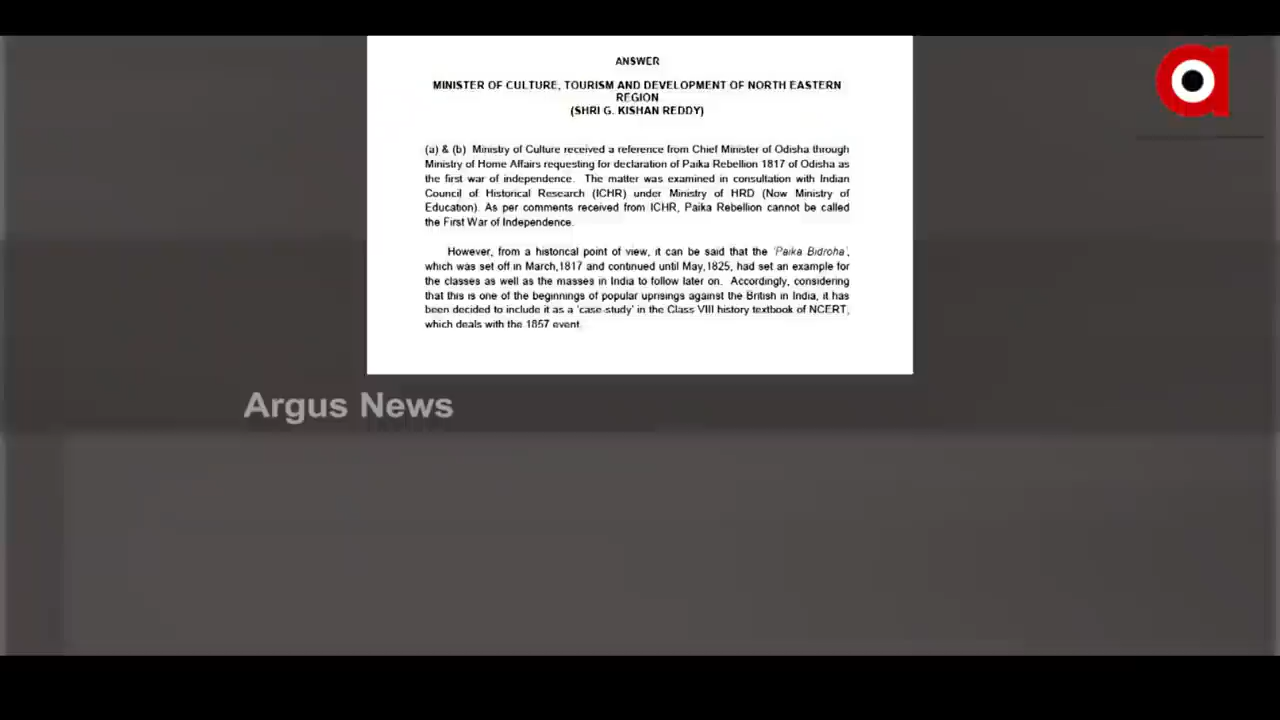 ANSWER
MINISTER OF CULTURE, TOURISM AND DEVELOPMENT OF NORTH EASTERN
REGION
(SHRI G. KISHAN REDDY)
(a) & (b) Ministry of Culture received a reference from Chief Minister of Odisha through
Ministry of Home Affairs requesting for declaration of Paika Rebellion 1817 of Odisha as
the first war of independence. The matter was examined in consultation with Indian
Council of Historical Research (ICHR) under Ministry of HRD (Now Ministry of
Education). As per comments received from ICHR, Paika Rebellion cannot be called
the First War of Independence.
However, from a historical point of view, it can be said that the 'Paika Bidroha',
which was set off in March,1817 and continued until May,1825, had set an example for
the classes as well as the masses in India to follow later on. Accordingly, considering
that this is one of the beginnings of popular uprisings against the British in India, it has
been decided to include it as a 'case-study' in the Class VIII history textbook of NCERT,
which deals with the 1857 event.
Argus News